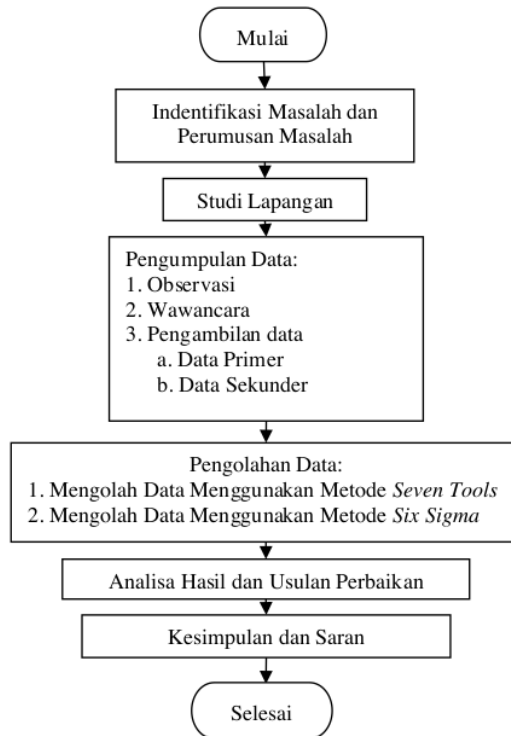 Mulai
Indentifikasi Masalah dan
Perumusan Masalah
Studi Lapangan
Pengumpulan Data:
1. Observasi
2. Wawancara
3. Pengambilan data
a. Data Primer
b. Data Sekunder
Pengolahan Data:
1. Mengolah Data Menggunakan Metode Seven Tools
2. Mengolah Data Menggunakan Metode Six Sigma
Analisa Hasil dan Usulan Perbaikan
Kesimpulan dan Saran
Selesai